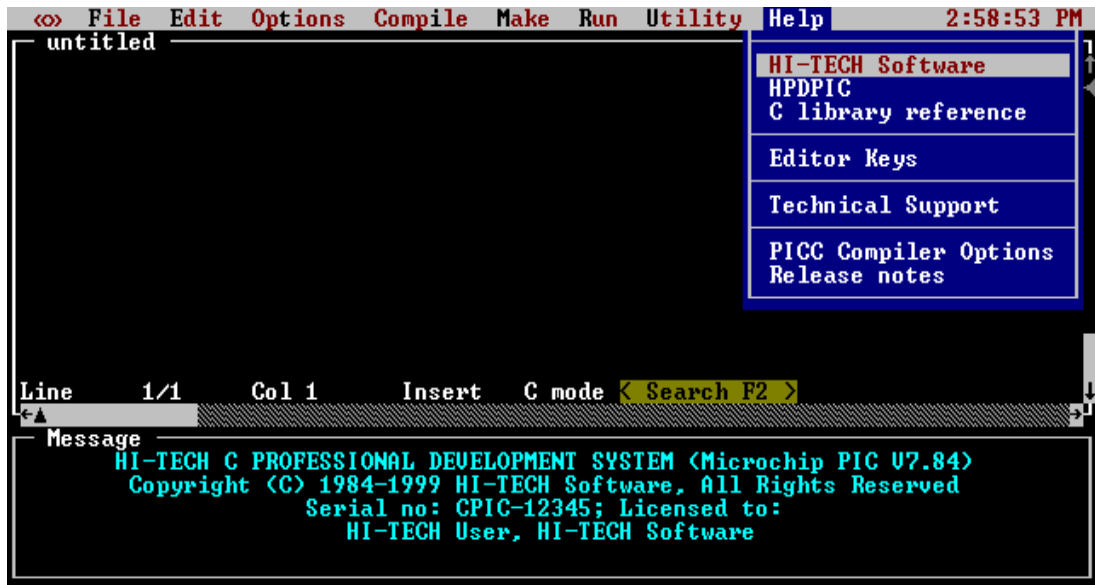 <<>> File Edit Options Compile Make Run Utility Help 2:58:53 PM
untitled
HI-TECH Software
HPDPIC
C library reference
Editor Keys
Technical Support
PICC Compiler Options
Release notes
Line 1/1 Col 1 Insert C mode < Search F2 >
Message
HI-TECH C PROFESSIONAL DEVELOPMENT SYSTEM (Microchip PIC V7.84)
Copyright (C) 1984-1999 HI-TECH Software, All Rights Reserved
Serial no: CPIC-12345; Licensed to:
HI-TECH User, HI-TECH Software